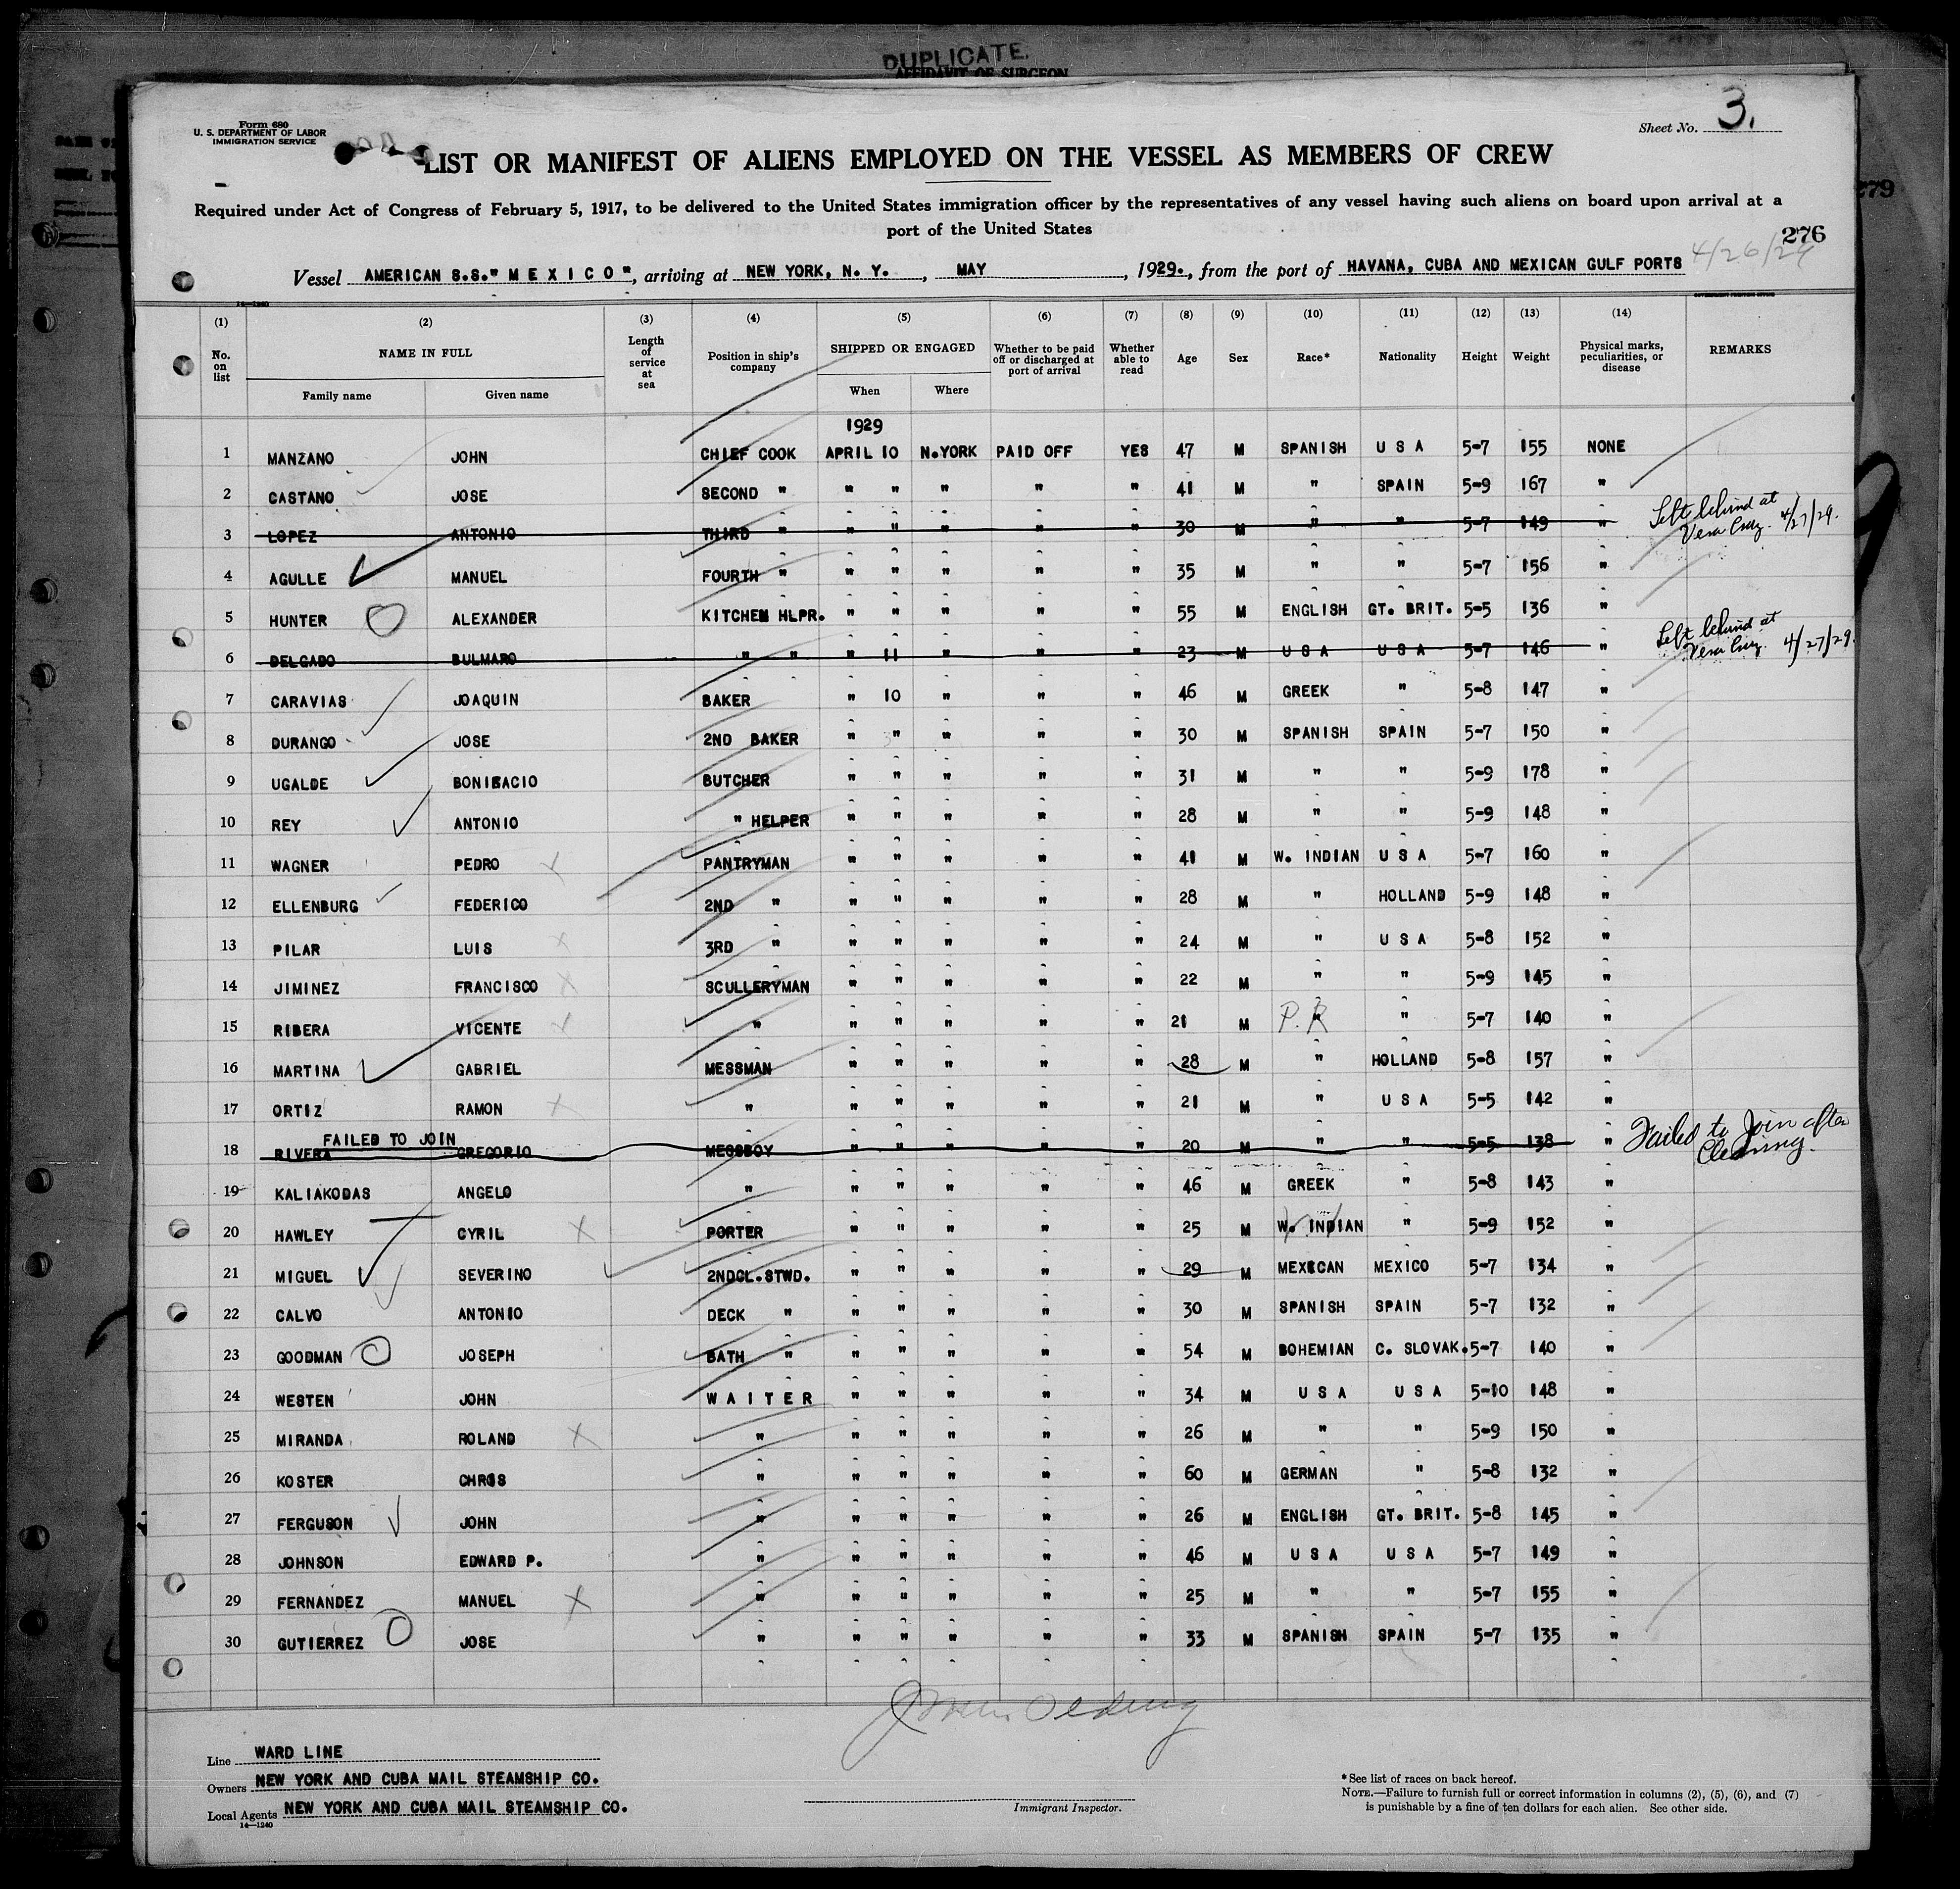 DUPLICATE.
AFFIDAVIT OF SURGEON
Form 680
U. S. DEPARTMENT OF LABOR
IMMIGRATION SERVICE
Sheet No. 3.
LIST OR MANIFEST OF ALIENS EMPLOYED ON THE VESSEL AS MEMBERS OF CREW
Required under Act of Congress of February 5, 1917, to be delivered to the United States immigration officer by the representatives of any vessel having such aliens on board upon arrival at a
port of the United States
279
276
4/26/29
Vessel AMERICAN S.S." M E X I C O ", arriving at NEW YORK, N. Y. , MAY , 1929., from the port of HAVANA, CUBA AND MEXICAN GULF PORTS
14—1240
(1) (2) (3) (4) (5) (6) (7) (8) (9) (10) (11) (12) (13) (14)
No. on list NAME IN FULL Length of service at sea Position in ship's company SHIPPED OR ENGAGED Whether to be paid off or discharged at port of arrival Whether able to read Age Sex Race* Nationality Height Weight Physical marks, peculiarities, or disease REMARKS
Family name Given name When Where
1929
1 MANZANO JOHN CHIEF COOK APRIL 10 N.YORK PAID OFF YES 47 M SPANISH U S A 5-7 155 NONE
2 CASTANO JOSE SECOND " " " " " " 41 M " SPAIN 5-9 167 "
3 LOPEZ ANTONIO THIRD " " " " " " 30 M " " 5-7 149 " Left behind at Vera Cruz. 4/27/29.
4 AGULLE MANUEL FOURTH " " " " " " 35 M " " 5-7 156 "
5 HUNTER ALEXANDER KITCHEN HLPR. " " " " " 55 M ENGLISH GT. BRIT. 5-5 136 "
6 DELGADO BULMARO " " " 11 " " " 23 M U S A U S A 5-7 146 " Left behind at Vera Cruz. 4/27/29.
7 CARAVIAS JOAQUIN BAKER " 10 " " " 46 M GREEK " 5-8 147 "
8 DURANGO JOSE 2ND BAKER " " " " " 30 M SPANISH SPAIN 5-7 150 "
9 UGALDE BONIFACIO BUTCHER " " " " " 31 M " " 5-9 178 "
10 REY ANTONIO " HELPER " " " " " 28 M " " 5-9 148 "
11 WAGNER PEDRO PANTRYMAN " " " " " 41 M W. INDIAN U S A 5-7 160 "
12 ELLENBURG FEDERICO 2ND " " " " " " 28 M " HOLLAND 5-9 148 "
13 PILAR LUIS 3RD " " " " " " 24 M " U S A 5-8 152 "
14 JIMINEZ FRANCISCO SCULLERYMAN " " " " " 22 M " " 5-9 145 "
15 RIBERA VICENTE " " " " " " 21 M P.R " 5-7 140 "
16 MARTINA GABRIEL MESSMAN " " " " " 28 M " HOLLAND 5-8 157 "
17 ORTIZ RAMON " " " " " " 21 M " U S A 5-5 142 "
FAILED TO JOIN
18 RIVERA GREGORIO MESSBOY " " " " " 20 M " " 5-5 138 " Failed to Join after Clearing.
19 KALIAKODAS ANGELO " " " " " " 46 M GREEK " 5-8 143 "
20 HAWLEY CYRIL PORTER " " " " " 25 M W. INDIAN " 5-9 152 "
21 MIGUEL SEVERINO 2NDCL.STWD. " " " " " 29 M MEXICAN MEXICO 5-7 134 "
22 CALVO ANTONIO DECK " " " " " " 30 M SPANISH SPAIN 5-7 132 "
23 GOODMAN JOSEPH BATH " " " " " " 54 M BOHEMIAN C. SLOVAK. 5-7 140 "
24 WESTEN JOHN W A I T E R " " " " " 34 M U S A U S A 5-10 148 "
25 MIRANDA ROLAND " " " " " " 26 M " " 5-9 150 "
26 KOSTER CHRIS " " " " " " 60 M GERMAN " 5-8 132 "
27 FERGUSON JOHN " " " " " " 26 M ENGLISH GT. BRIT. 5-8 145 "
28 JOHNSON EDWARD P. " " " " " " 46 M U S A U S A 5-7 149 "
29 FERNANDEZ MANUEL " " " " " " 25 M " " 5-7 155 "
30 GUTIERREZ JOSE " " " " " " 33 M SPANISH SPAIN 5-7 135 "
Line WARD LINE
Owners NEW YORK AND CUBA MAIL STEAMSHIP CO.
Local Agents NEW YORK AND CUBA MAIL STEAMSHIP CO.
14—1240
Immigrant Inspector.
*See list of races on back hereof.
NOTE.—Failure to furnish full or correct information in columns (2), (5), (6), and (7)
is punishable by a fine of ten dollars for each alien. See other side.